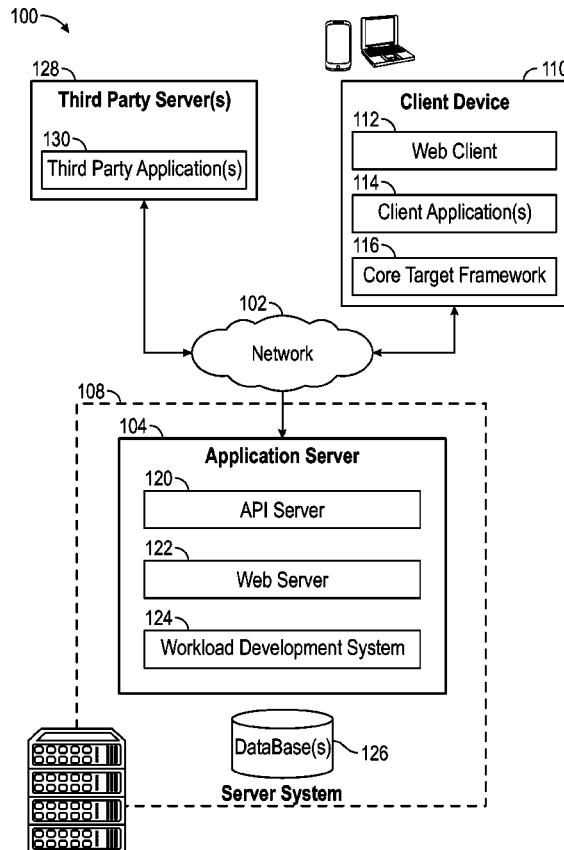 100
128
Third Party Server(s)
130
Third Party Application(s)
110
Client Device
112
Web Client
114
Client Application(s)
116
Core Target Framework
102
Network
108
104
Application Server
120
API Server
122
Web Server
124
Workload Development System
DataBase(s)
126
Server System